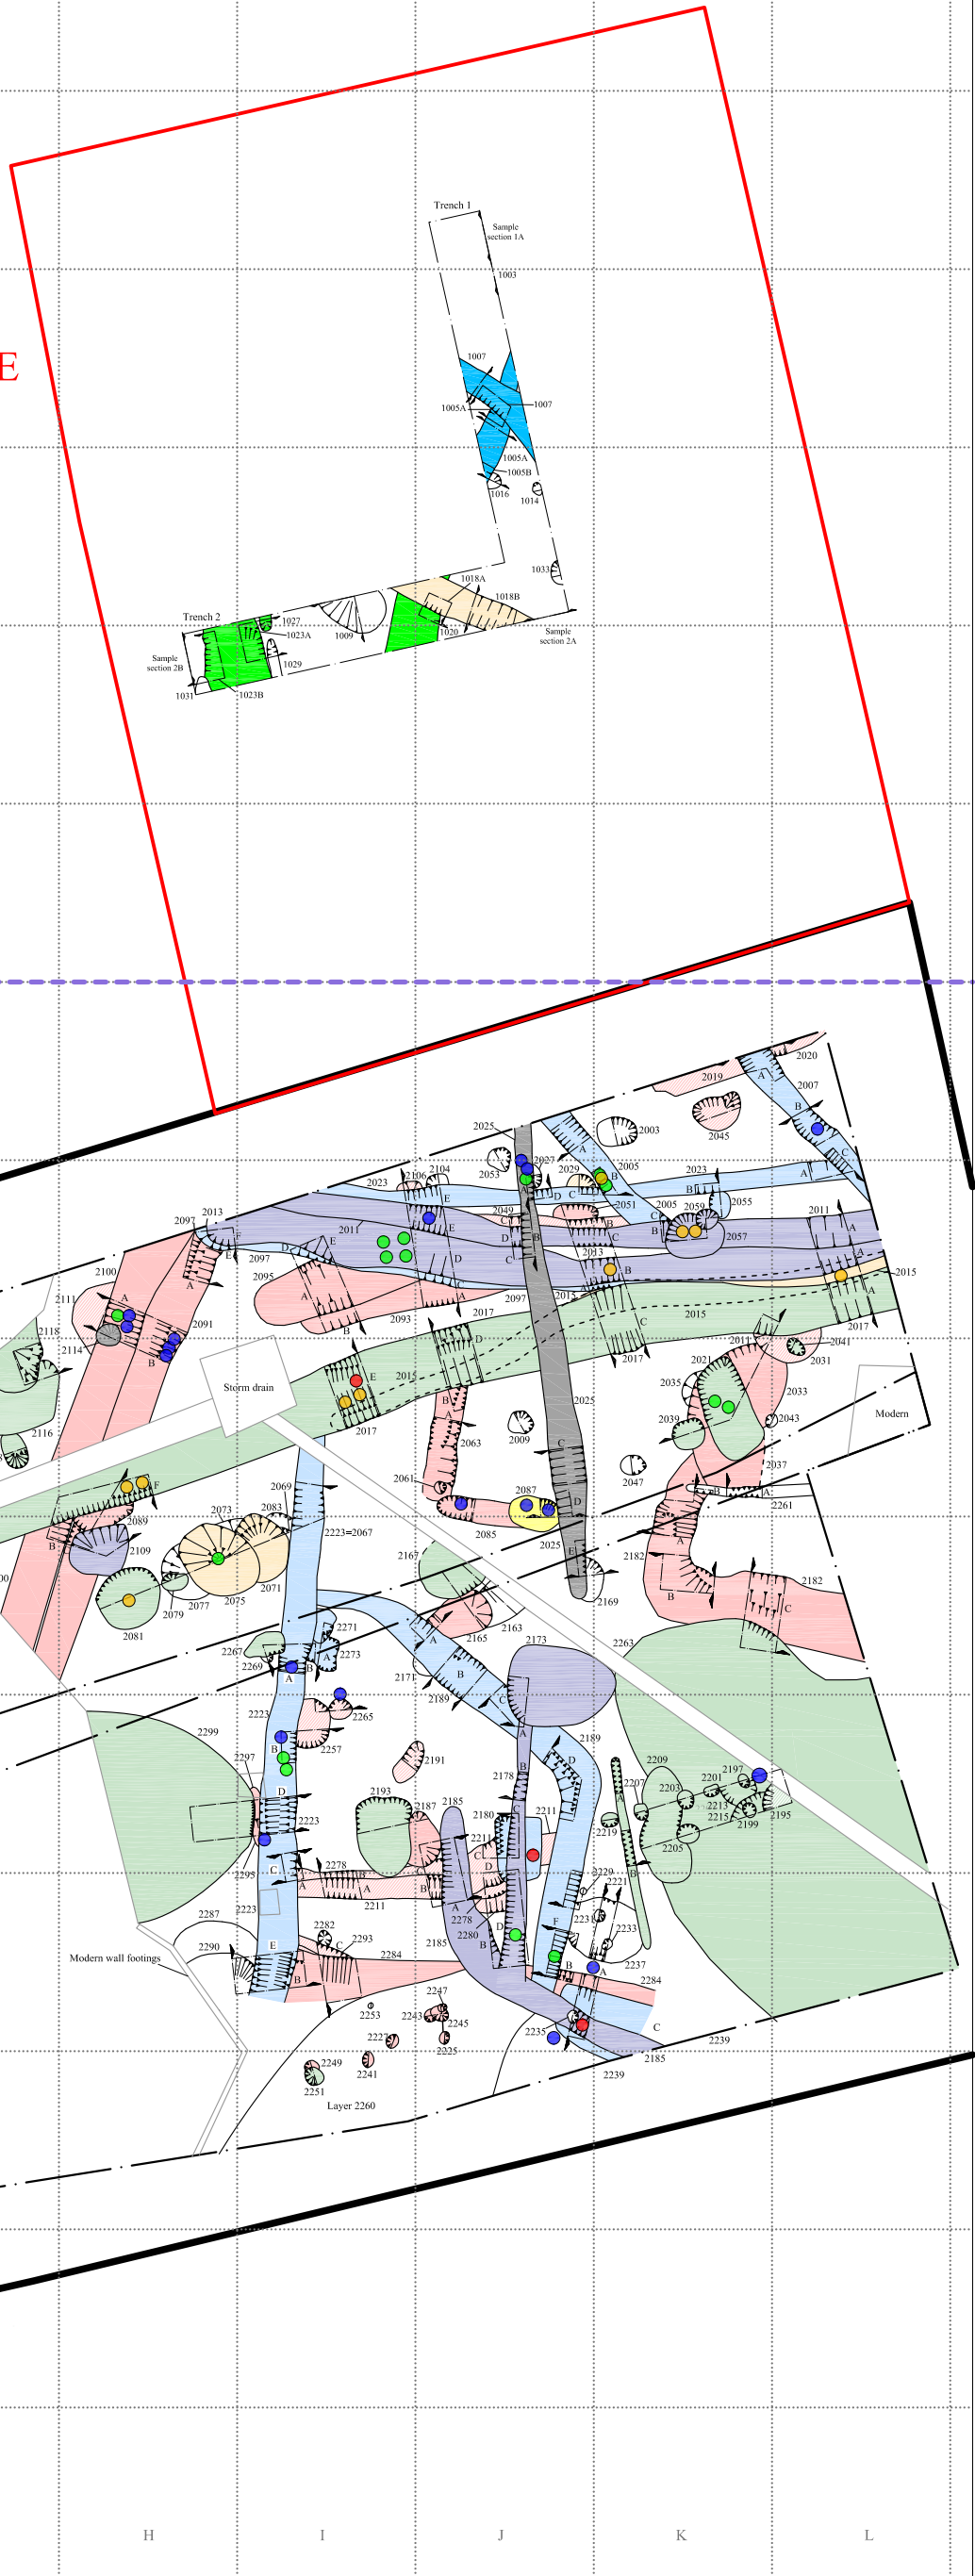 Trench 1
Sample
section 1A
1003
E
1007
1005A
1007
1005A
1005B
1016
1014
1033
1018A
1018B
Trench 2
1027
1023A
1009
1020
Sample
section 2A
Sample
section 2B
1029
1031
1023B
2020
2019
A
2007
B
2025
2003
2045
A
2053
2027
2029
2005
B
C
2106
2104
2023
2023
A
E
A
D
C
B
2055
2051
2005
2059
2097
2013
2011
2049
C
B
C
2011
F
E
D
B
B
A
E
D
C
2057
E
2097
2013
2100
D
C
B
A
2015
2095
A
C
A
2097
2015
2111
A
A
A
2093
2017
2015
2118
2091
B
C
2017
2114
B
D
2011
2041
2017
2031
2021
Storm drain
E
2015
2035
2033
B
2017
2025
A
2039
2043
Modern
2116
2063
2009
C
2037
2061
2047
F
2069
2087
B
A
2073
2083
D
2261
2089
2223=2067
2085
2025
A
B
2109
E
2182
2167
2071
B
2182
2079
2077
2075
2169
C
2081
2163
2271
2165
2173
2263
2267
A
2269
B
A
2273
A
2171
B
2223
2189
C
2299
2265
A
2189
B
2257
2297
B
D
2209
2197
2191
2178
2207
2203
2201
D
2193
A
2213
2187
2185
2180
C
2211
2215
2195
2223
2219
2199
2211
C
2205
2295
C
2278
D
B
A
A
B
C
A
2229
2221
2223
2211
2287
2278
F
2231
2282
2280
D
2233
2290
E
C
2293
2185
B
Modern wall footings
2284
B
A
2237
B
2284
2247
2253
2243
2245
2235
C
2227
2239
2225
2185
2249
2241
2239
2251
Layer 2260
H
I
J
K
L